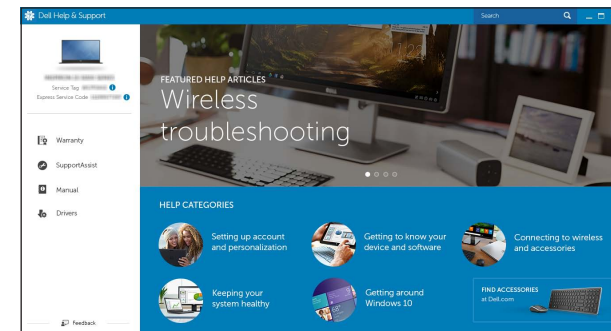 Dell Help & Support
Search
Service Tag
Express Service Code
Warranty
SupportAssist
Manual
Drivers
Feedback
FEATURED HELP ARTICLES
Wireless
troubleshooting
HELP CATEGORIES
Setting up account
and personalization
Getting to know your
device and software
Connecting to wireless
and accessories
Keeping your
system healthy
Getting around
Windows 10
FIND ACCESSORIES
at Dell.com